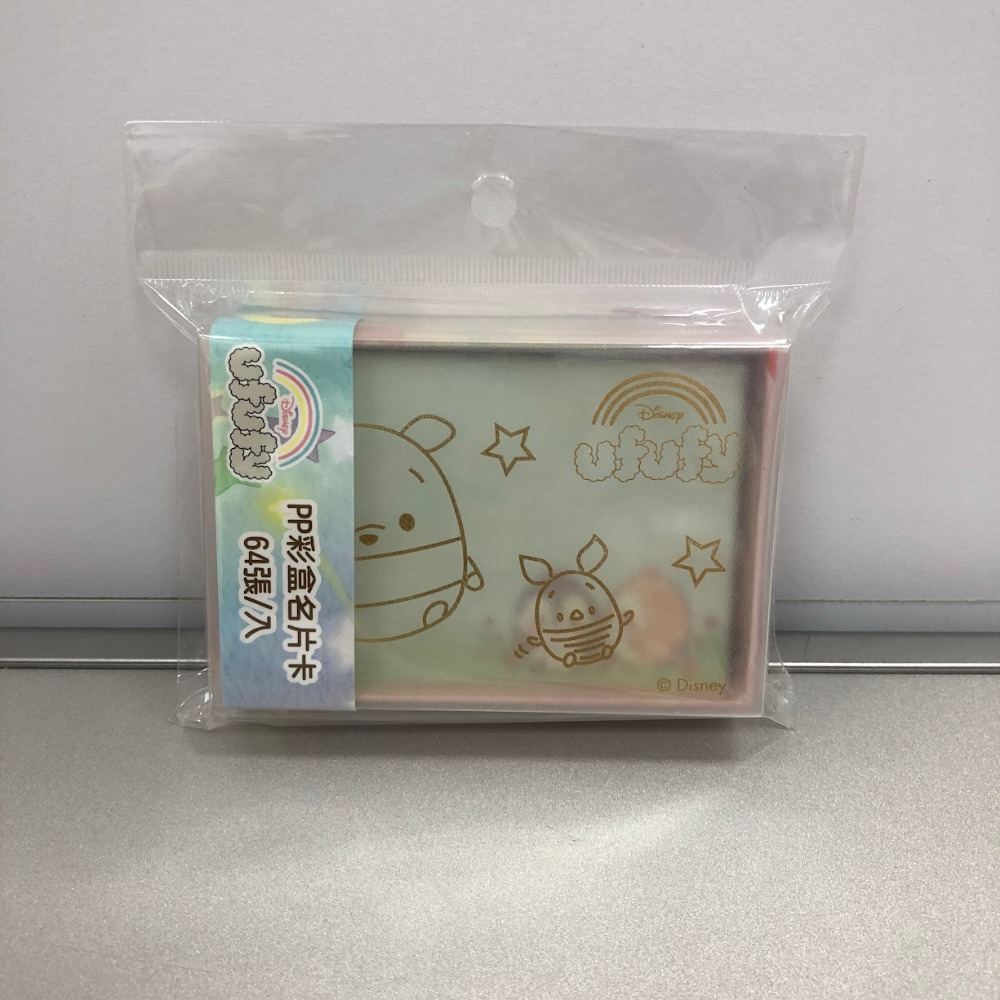 Disney
ufufy
PP彩盒名片卡
64張/入
Disney
ufufy
© Disney